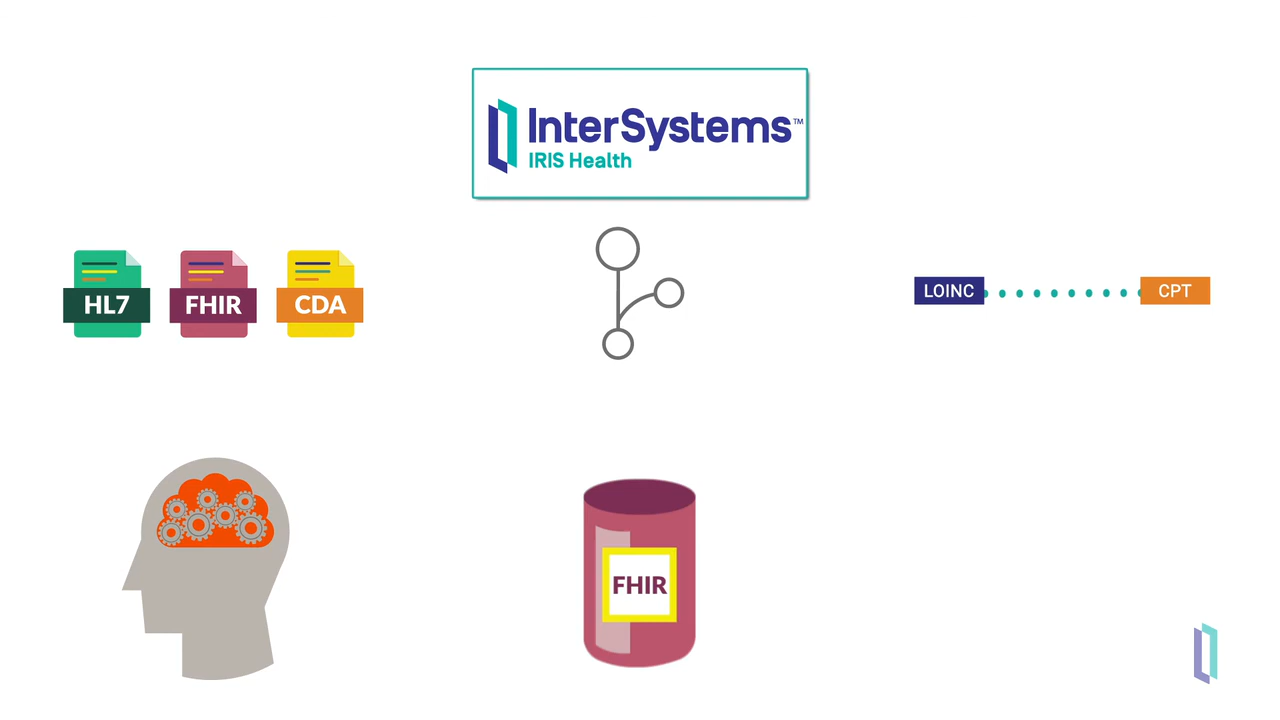 InterSystems™
IRIS Health
HL7
FHIR
CDA
LOINC
CPT
FHIR